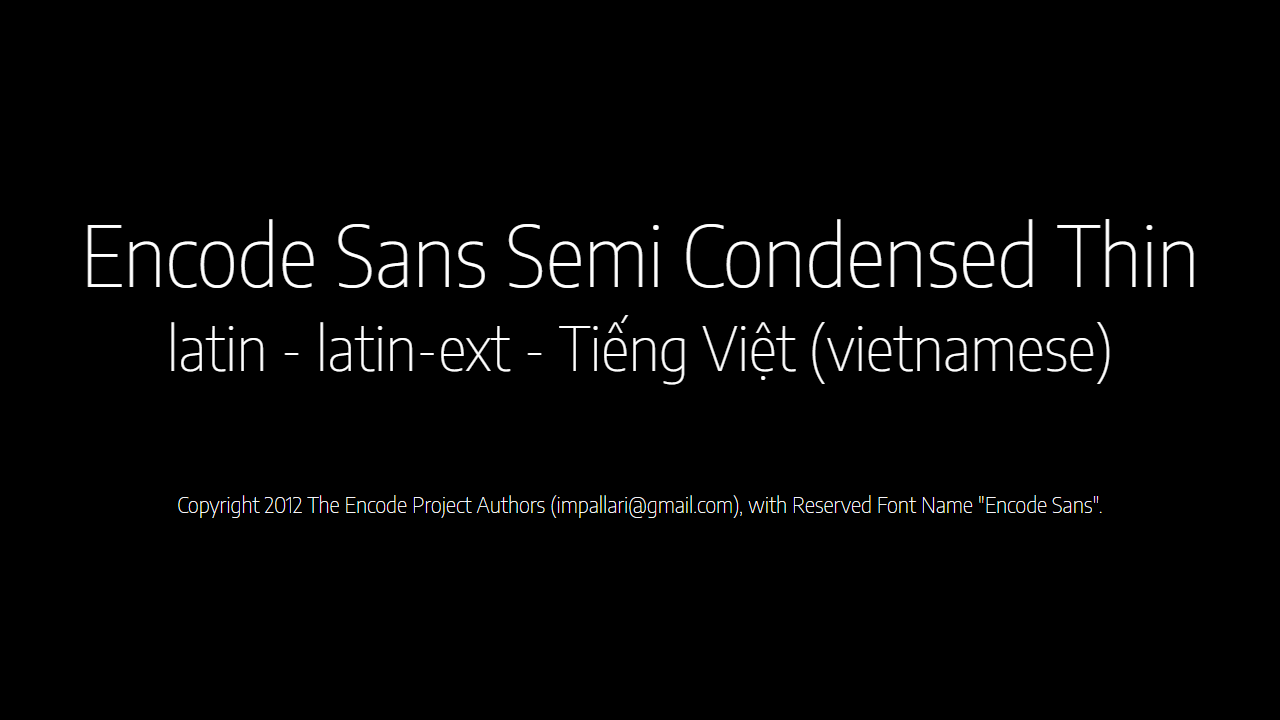 Encode Sans Semi Condensed Thin
latin - latin-ext - Tiếng Việt (vietnamese)
Copyright 2012 The Encode Project Authors (impallari@gmail.com), with Reserved Font Name "Encode Sans".